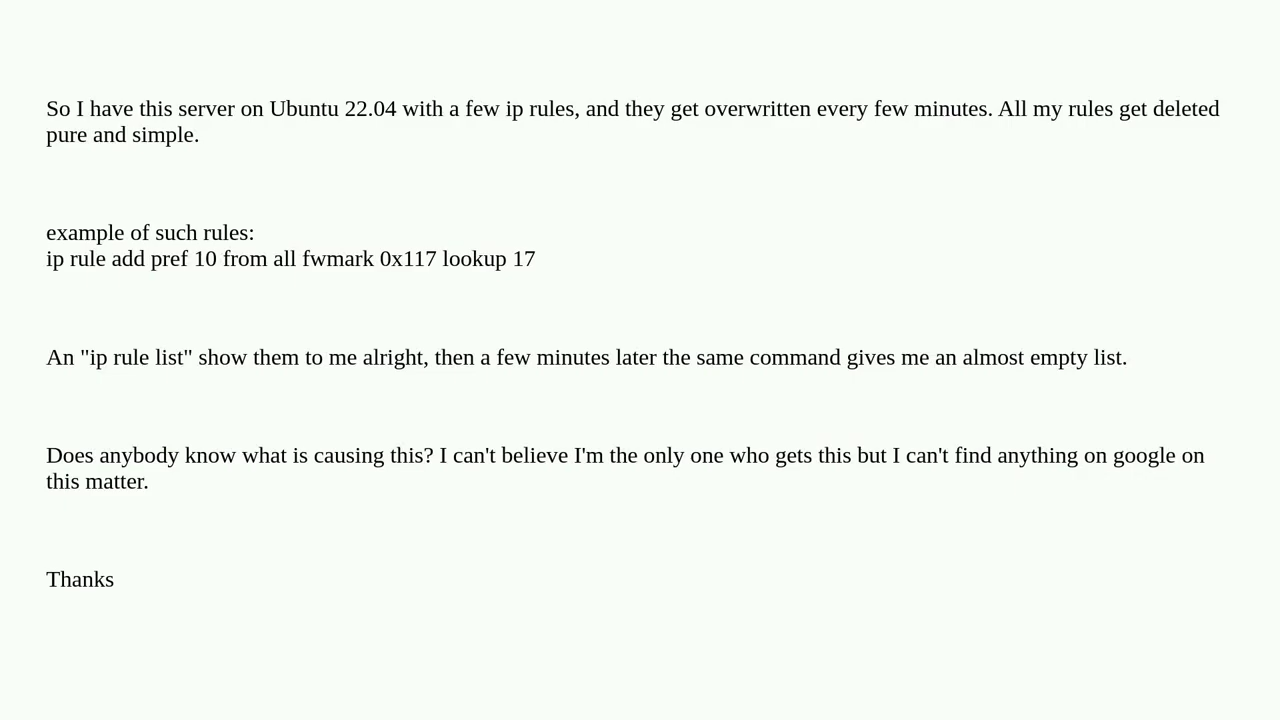 So I have this server on Ubuntu 22.04 with a few ip rules, and they get overwritten every few minutes. All my rules get deleted
pure and simple.
example of such rules:
ip rule add pref 10 from all fwmark 0x117 lookup 17
An "ip rule list" show them to me alright, then a few minutes later the same command gives me an almost empty list.
Does anybody know what is causing this? I can't believe I'm the only one who gets this but I can't find anything on google on
this matter.
Thanks